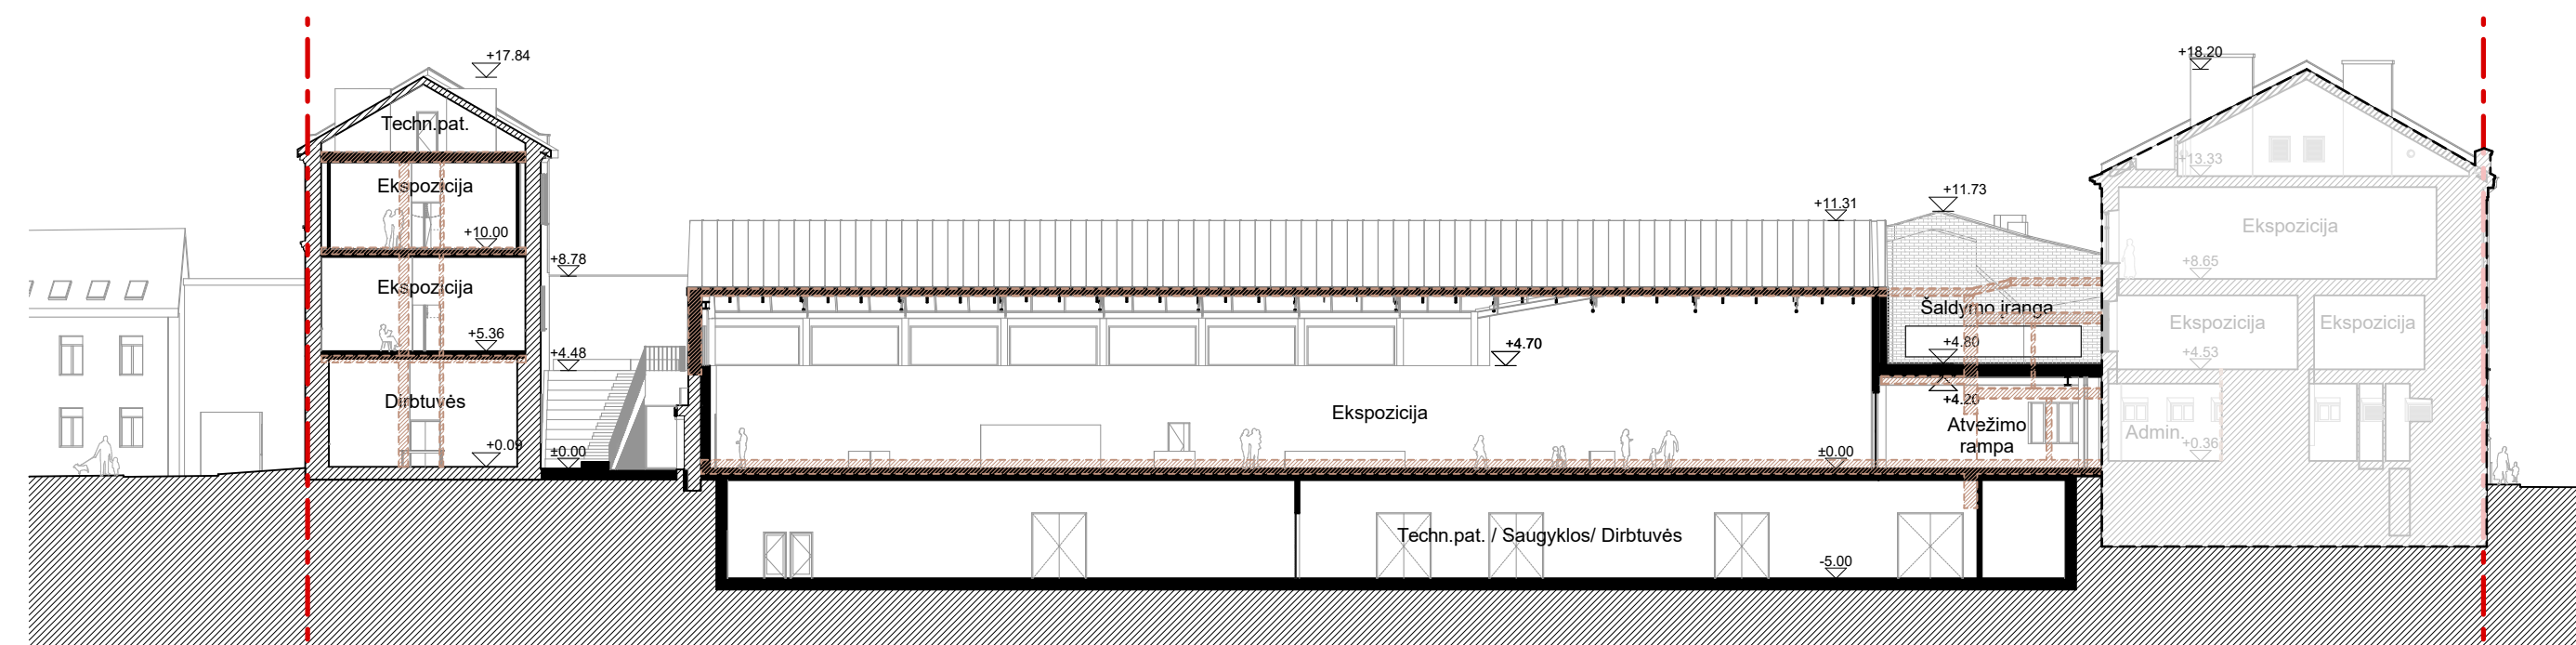 +17.84
Techn.pat.
Ekspozicija
+10.00
Ekspozicija
+5.36
Dirbtuvės
+0.09
+8.78
+4.48
±0.00
+11.31
+4.70
Ekspozicija
±0.00
Techn.pat. / Saugyklos/ Dirbtuvės
-5.00
+11.73
Šaldymo įranga
+4.80
+4.20
Atvežimo
rampa
+18.20
+13.33
Ekspozicija
+8.65
Ekspozicija
Ekspozicija
+4.53
Admin.
+0.36